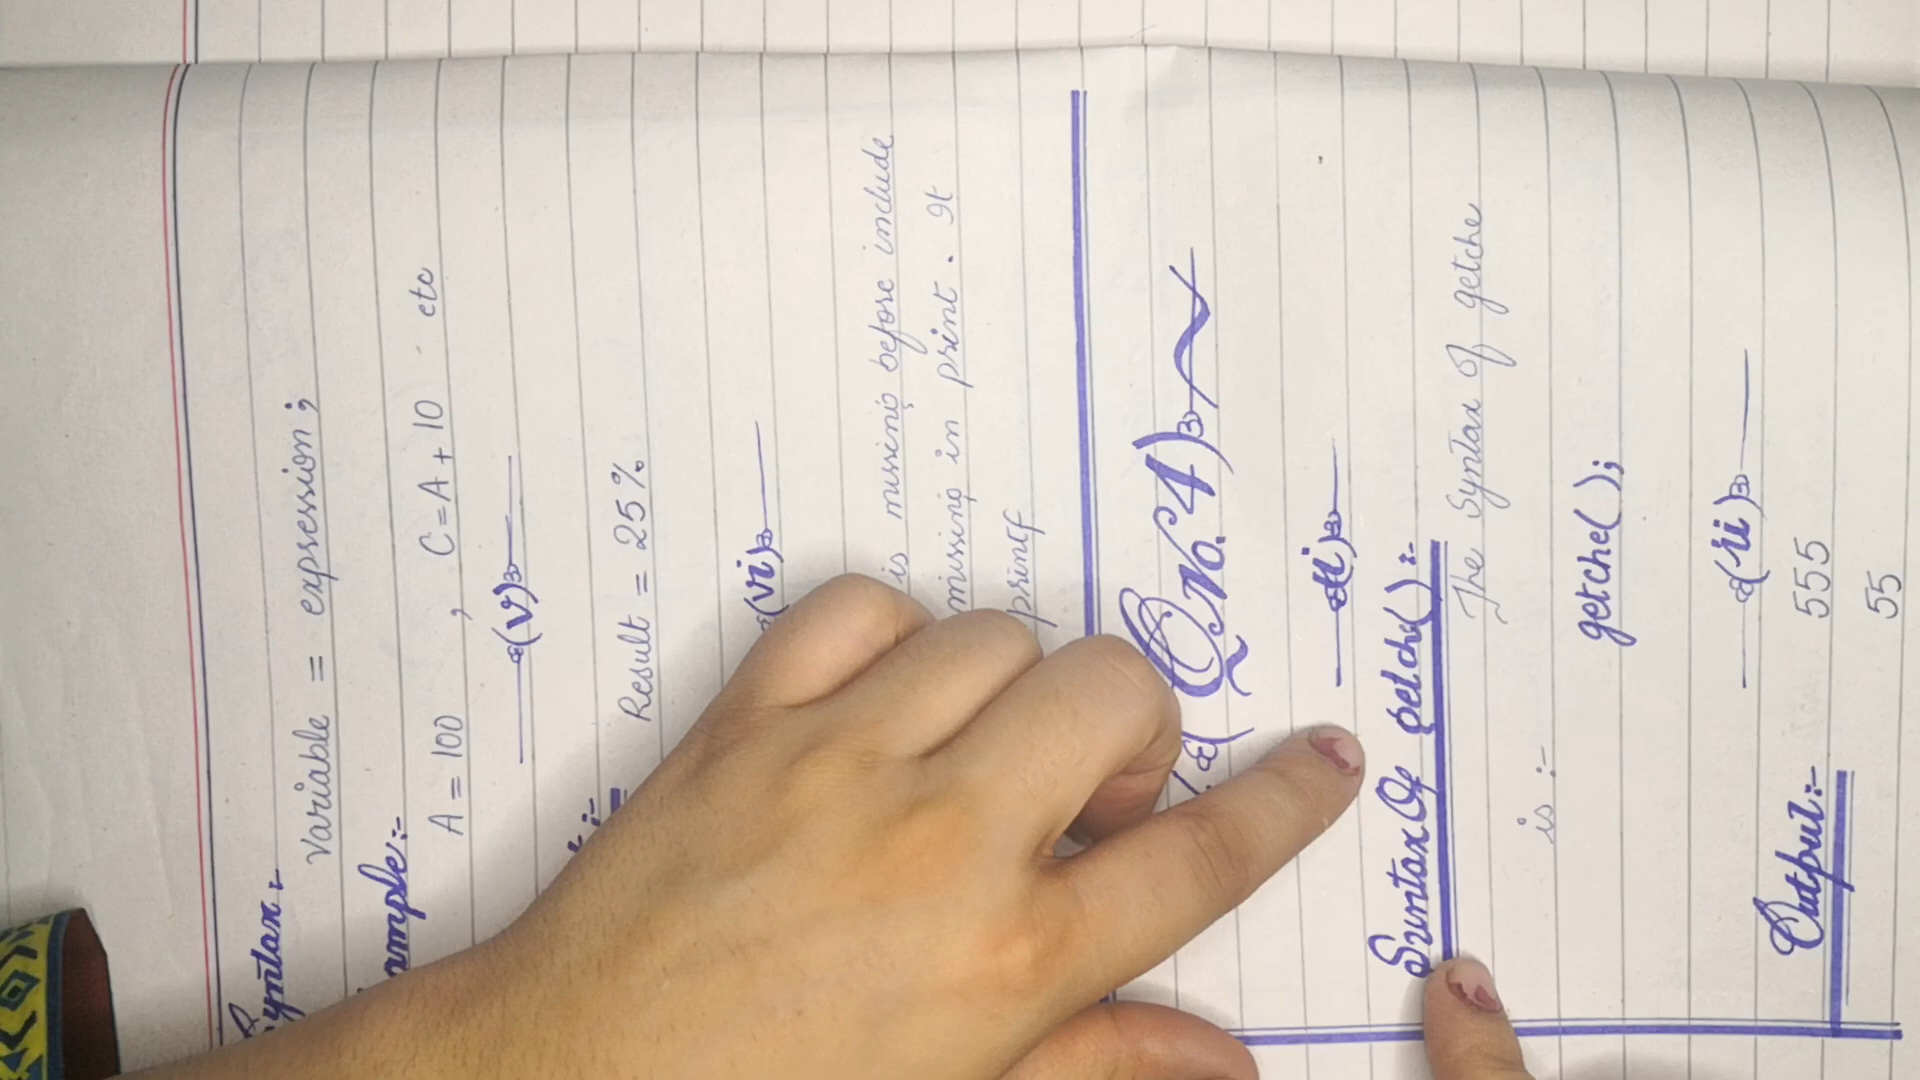 Syntax:-
Variable = expression;
ample:-
A = 100 , C = A + 10 . etc
(v)
Result = 25%
(vi)
is missing before include
missing in print. It
printf
(Q No. 4)
(i)
Syntax Of getche():-
The Syntax of getche
is :-
getche();
(ii)
Output:-
555
55